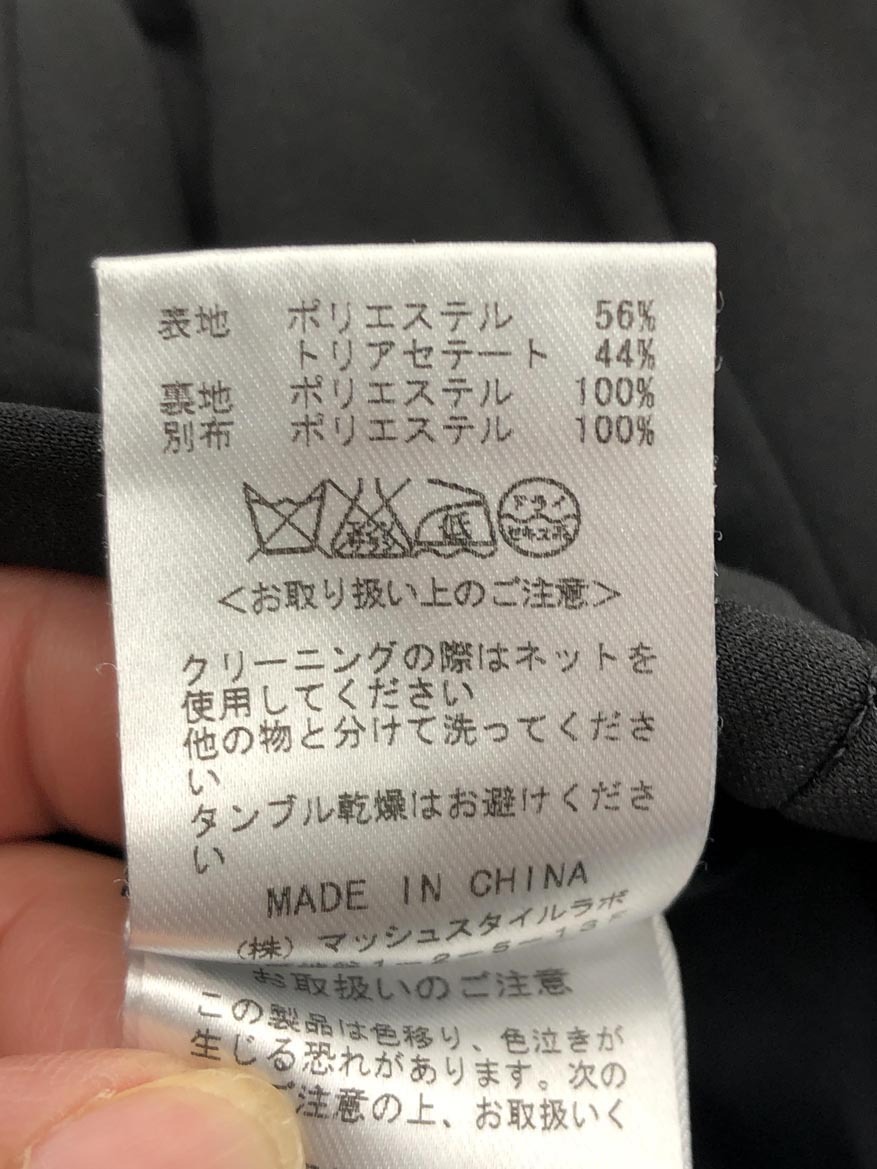 表地 ポリエステル 56%
トリアセテート 44%
裏地 ポリエステル 100%
別布 ポリエステル 100%
低 ドライ
セキユ系
<お取り扱い上のご注意>
クリーニングの際はネットを
使用してください
他の物と分けて洗ってくださ
い
タンブル乾燥はお避けくださ
い
MADE IN CHINA
(株) マッシュスタイルラボ
お取扱いのご注意
この製品は色移り、色泣きが
生じる恐れがあります。次の
ご注意の上、お取扱いく